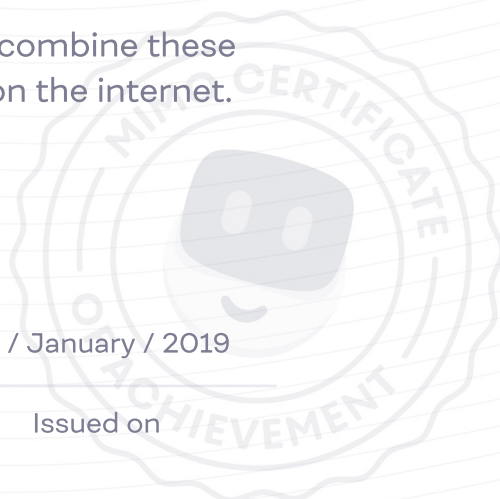 combine these
on the internet.
MIMO CERTIFICATE
OF ACHIEVEMENT
/ January / 2019
Issued on